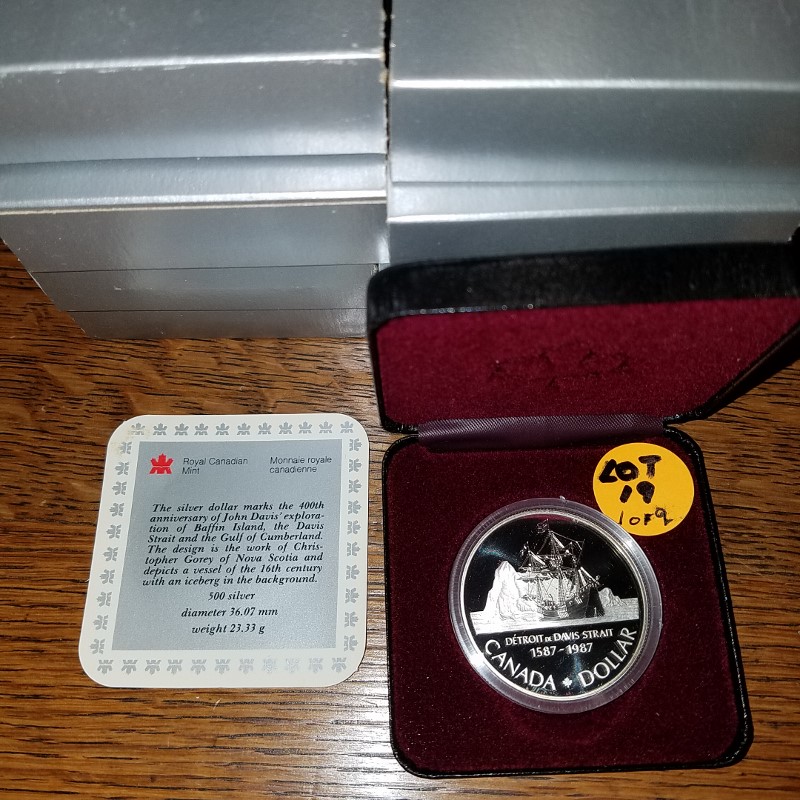 Royal Canadian Mint
Monnaie royale canadienne
The silver dollar marks the 400th
anniversary of John Davis' explora-
tion of Baffin Island, the Davis
Strait and the Gulf of Cumberland.
The design is the work of Chris-
topher Gorey of Nova Scotia and
depicts a vessel of the 16th century
with an iceberg in the background.
500 silver
diameter 36.07 mm
weight 23.33 g
LOT
19
1 OF 9
DÉTROIT DE DAVIS STRAIT
1587-1987
CANADA DOLLAR